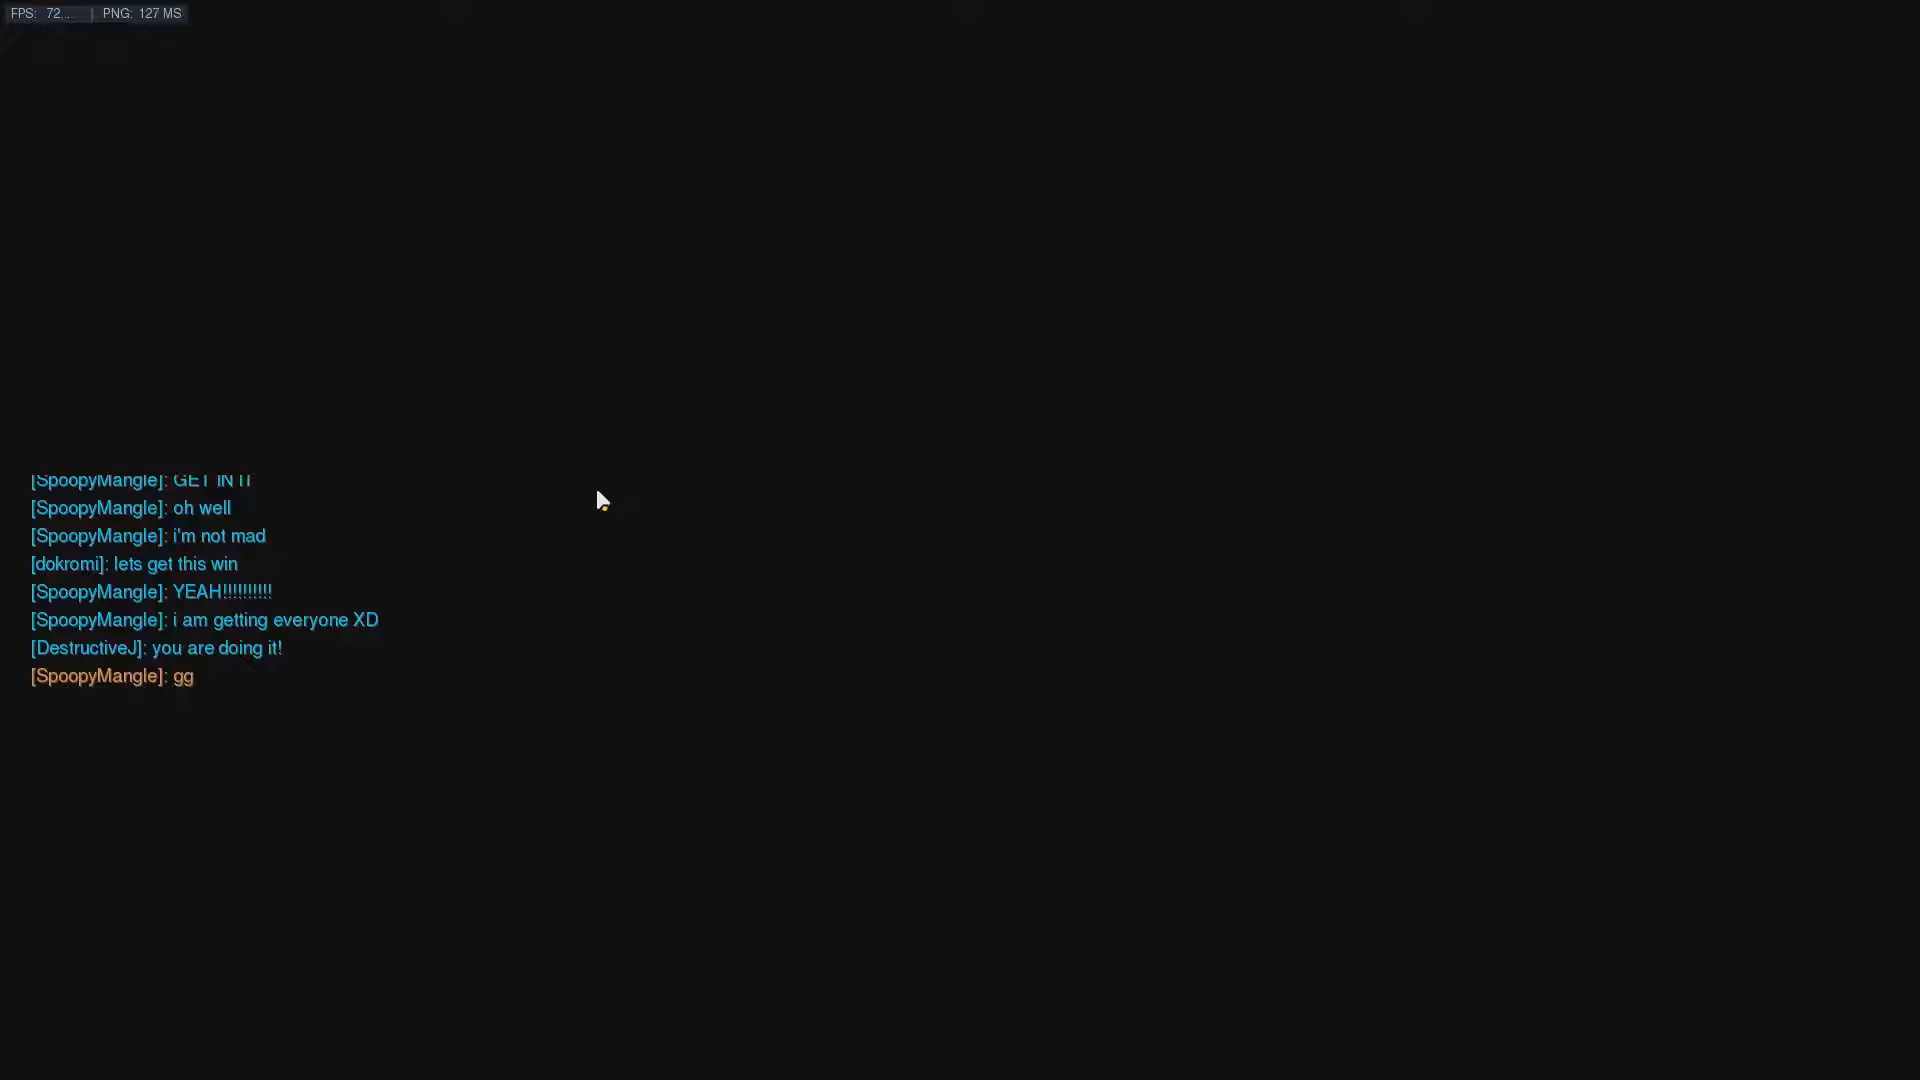 FPS: 72... | PNG: 127 MS
[SpoopyMangle]: GET IN IT
[SpoopyMangle]: oh well
[SpoopyMangle]: i'm not mad
[dokromi]: lets get this win
[SpoopyMangle]: YEAH!!!!!!!!!!
[SpoopyMangle]: i am getting everyone XD
[DestructiveJ]: you are doing it!
[SpoopyMangle]: gg